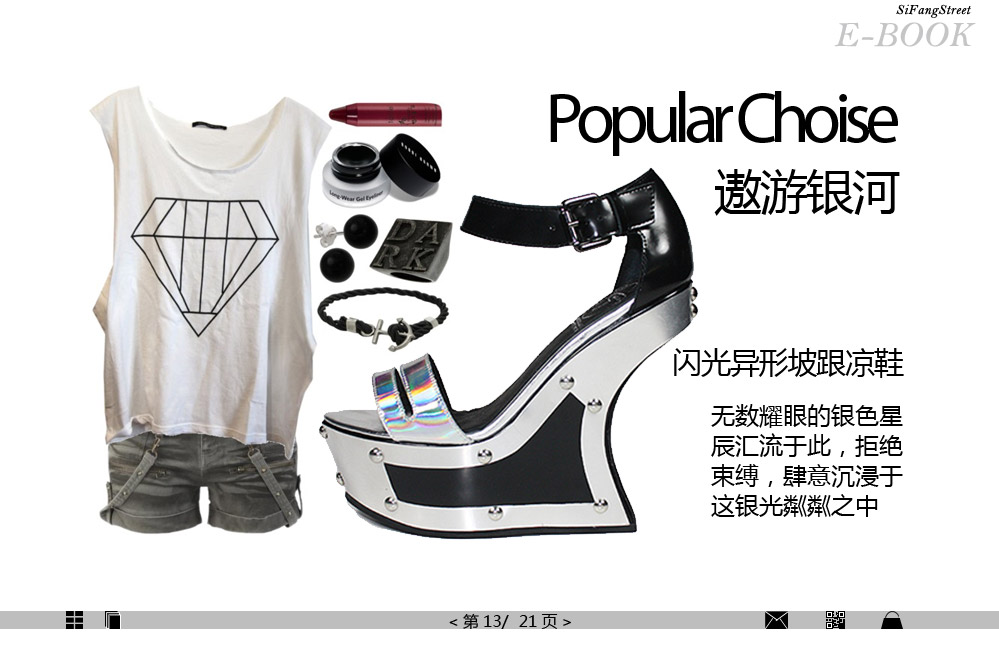 SiFangStreet
E-BOOK
Popular Choise
遨游银河
Long-Wear Gel Eyeliner
DA
RK
闪光异形坡跟凉鞋
无数耀眼的银色星
辰汇流于此，拒绝
束缚，肆意沉浸于
这银光粼粼之中
< 第 13/ 21 页 >